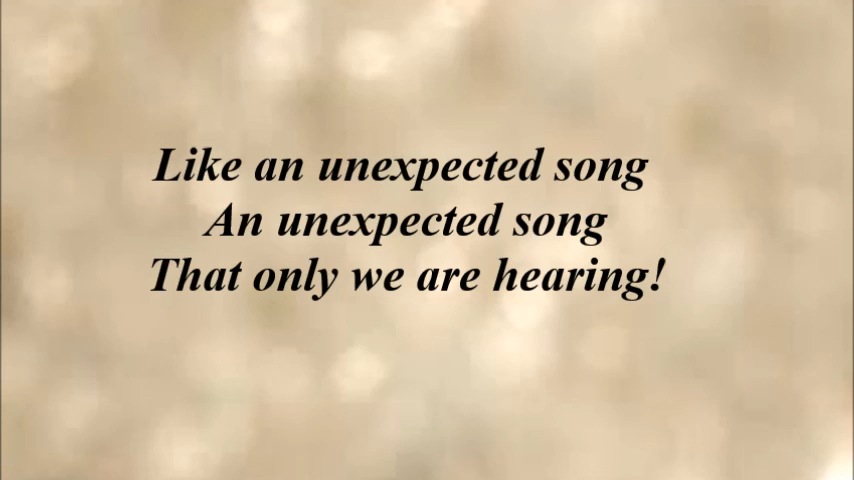 Like an unexpected song
An unexpected song
That only we are hearing!